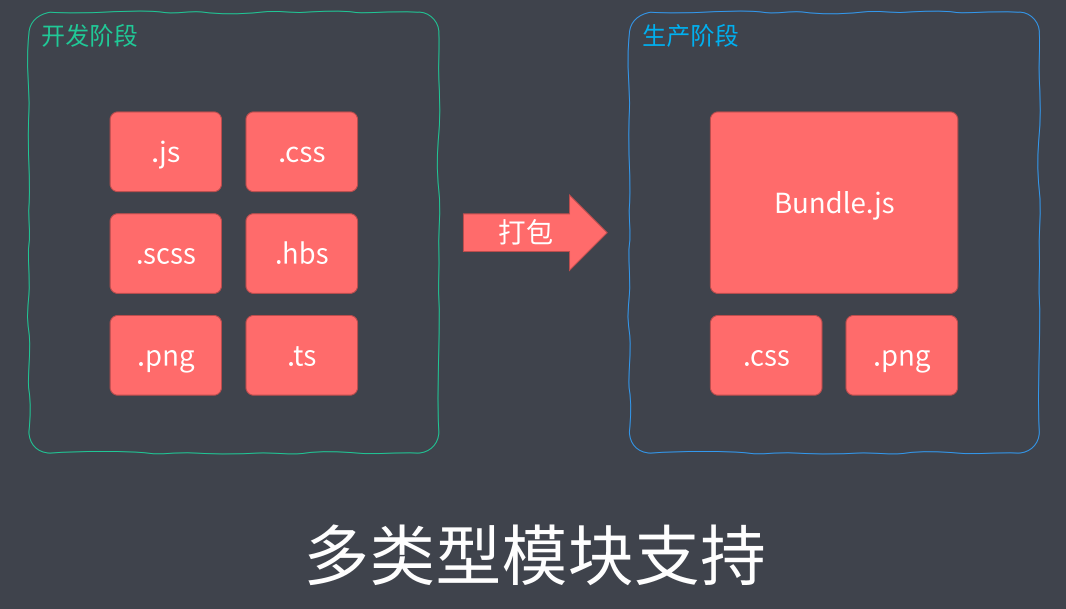 开发阶段
.js
.css
.scss
.hbs
.png
.ts
打包
生产阶段
Bundle.js
.css
.png
多类型模块支持